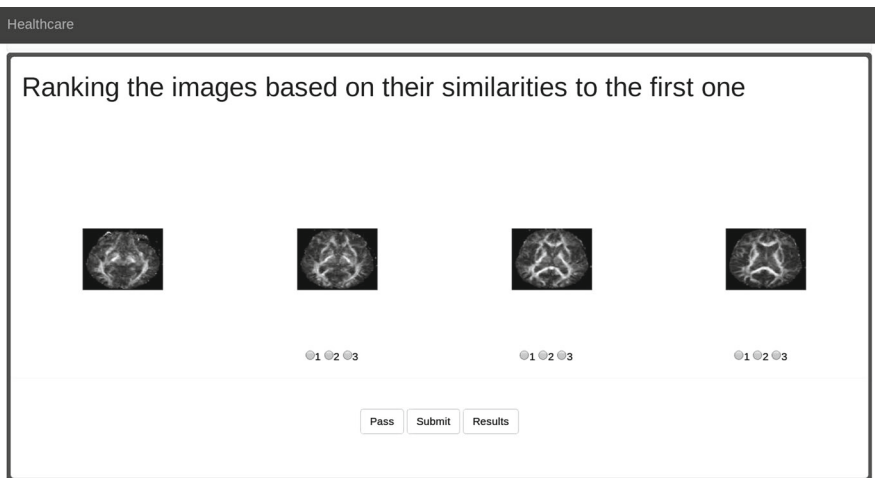 Healthcare
Ranking the images based on their similarities to the first one
1 2 3 1 2 3 1 2 3
Pass Submit Results